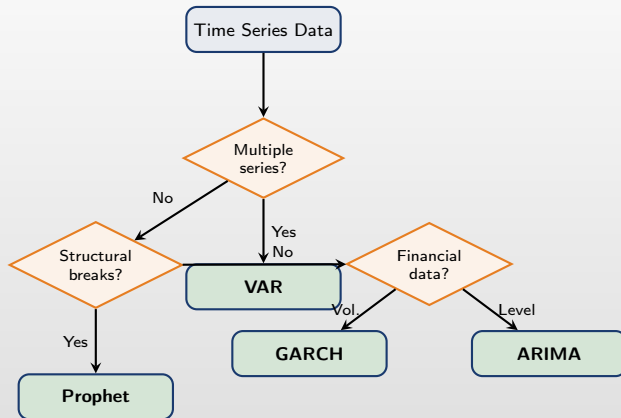 Time Series Data
Multiple
series?
No
Yes
No
Structural
breaks?
Financial
data?
VAR
Vol.
Level
Yes
GARCH
ARIMA
Prophet